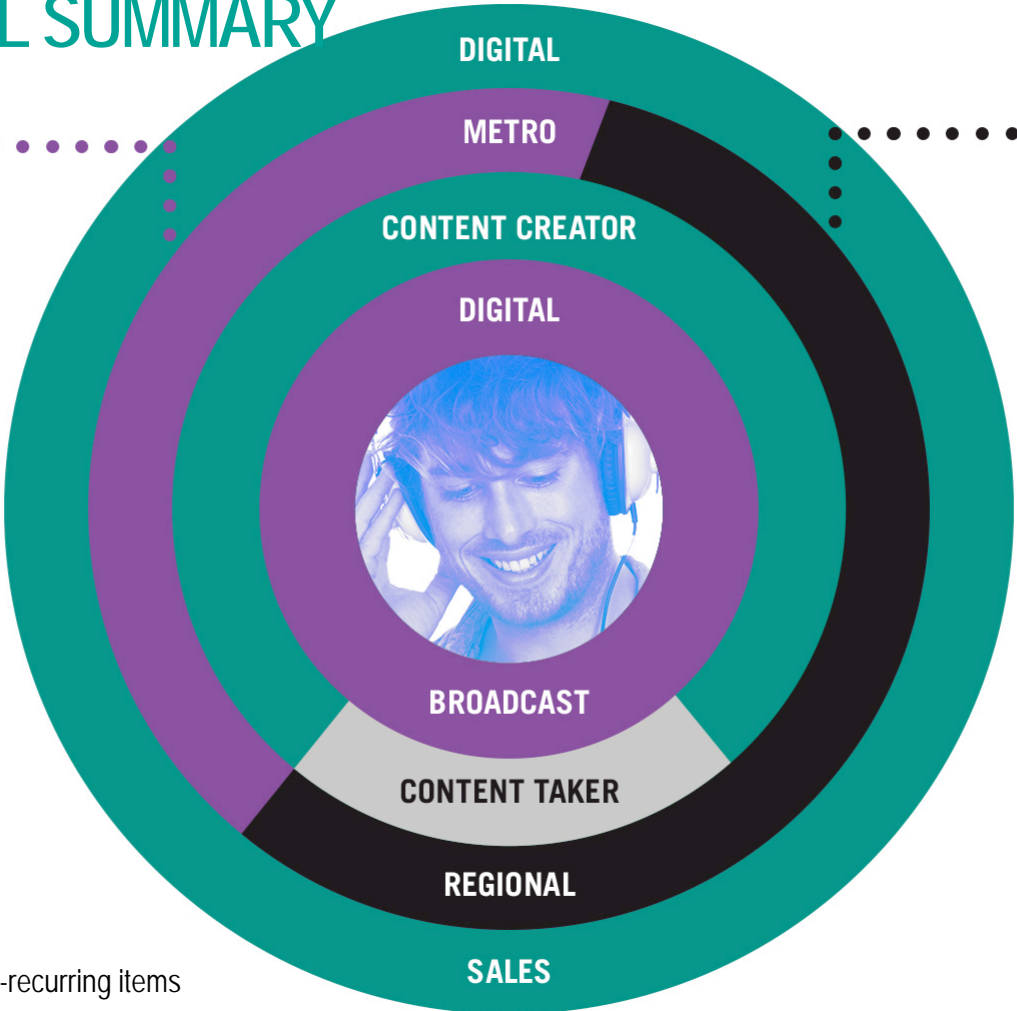 L SUMMARY
DIGITAL
METRO
CONTENT CREATOR
DIGITAL
BROADCAST
CONTENT TAKER
REGIONAL
SALES
-recurring items